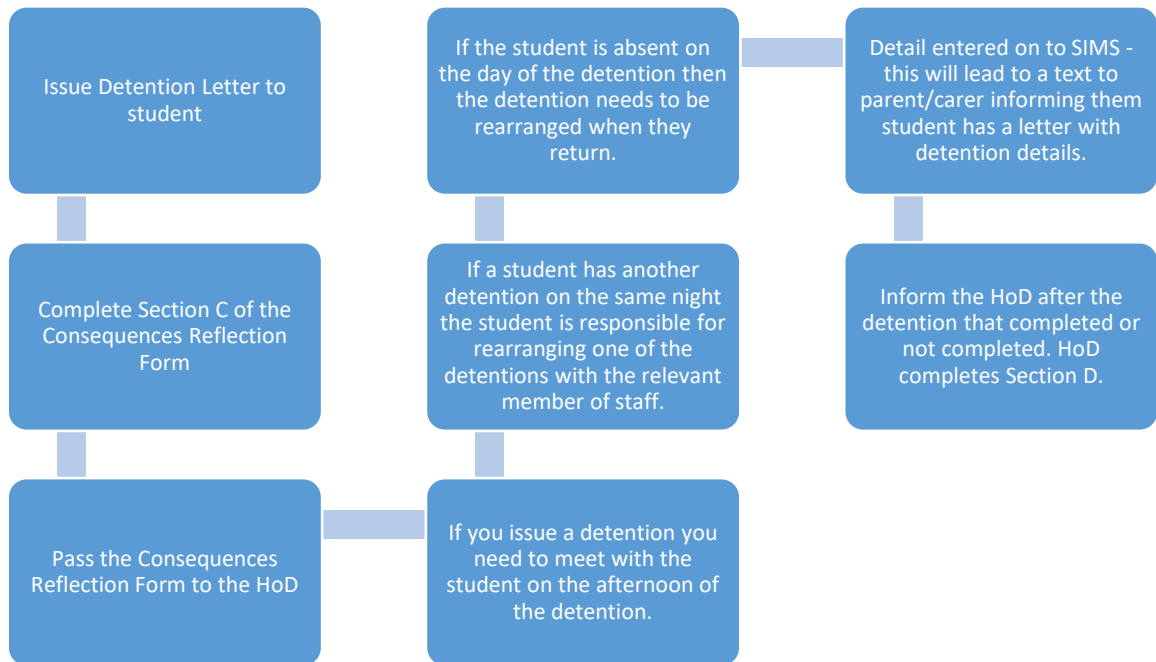 Issue Detention Letter to
student
Complete Section C of the
Consequences Reflection
Form
Pass the Consequences
Reflection Form to the HoD
If you issue a detention you
need to meet with the
student on the afternoon of
the detention.
If a student has another
detention on the same night
the student is responsible for
rearranging one of the
detentions with the relevant
member of staff.
If the student is absent on
the day of the detention then
the detention needs to be
rearranged when they
return.
Detail entered on to SIMS -
this will lead to a text to
parent/carer informing them
student has a letter with
detention details.
Inform the HoD after the
detention that completed or
not completed. HoD
completes Section D.